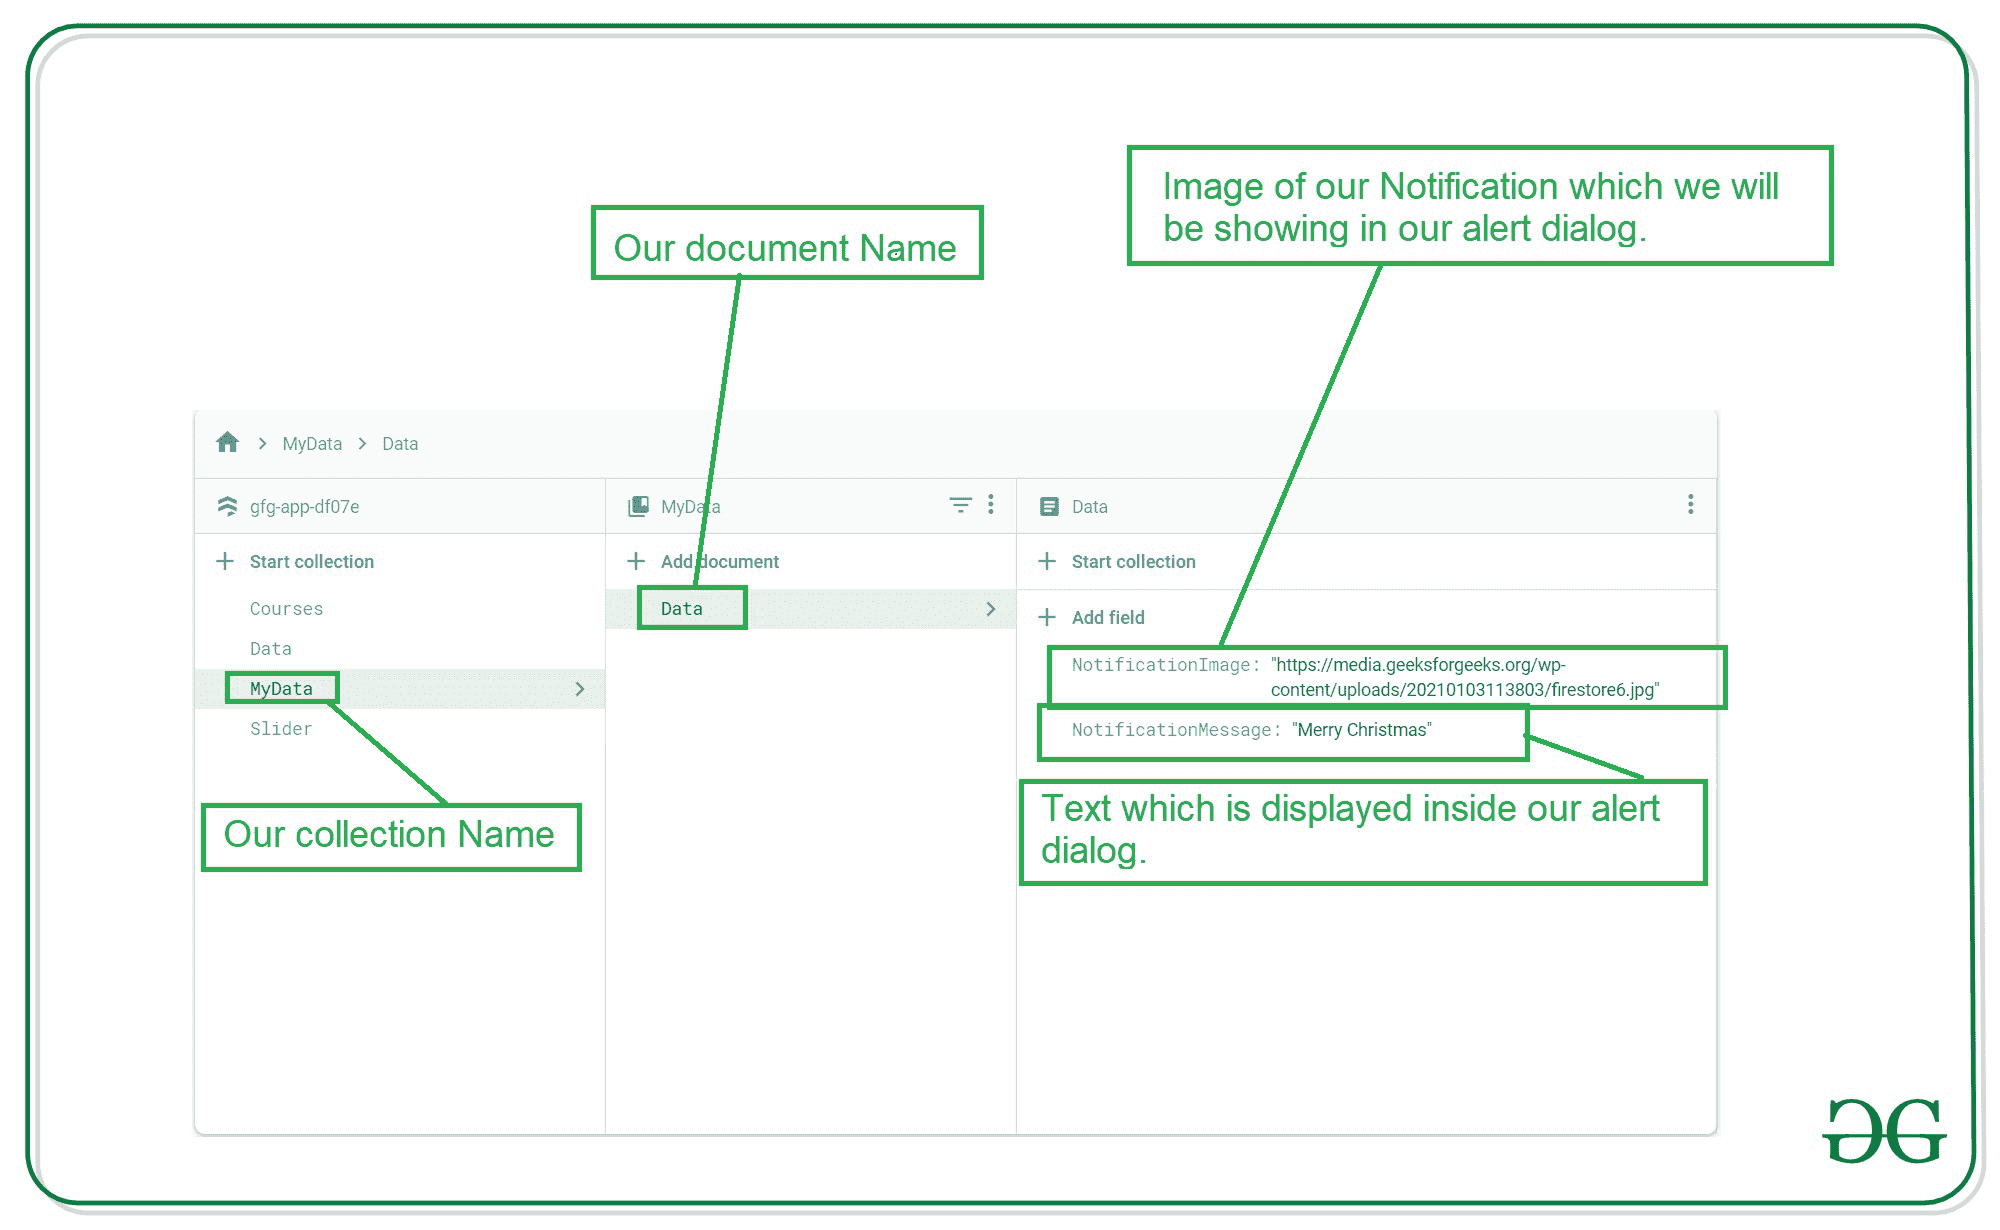 Image of our Notification which we will
be showing in our alert dialog.
Our document Name
MyData
Data
gfg-app-df07e
MyData
Data
Start collection
Add document
Start collection
Courses
Data
MyData
Slider
Data
Add field
NotificationImage: "https://media.geeksforgeeks.org/wp-
content/uploads/20210103113803/firestore6.jpg"
NotificationMessage: "Merry Christmas"
Our collection Name
Text which is displayed inside our alert
dialog.